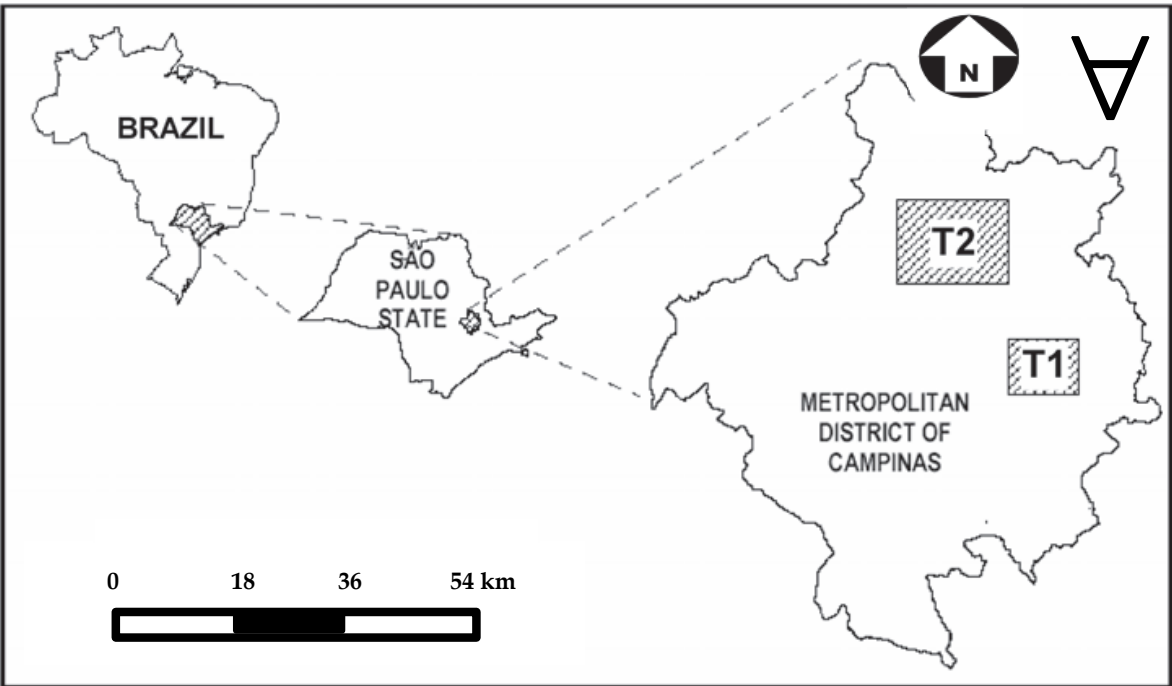 BRAZIL
N
∀
SÃO
PAULO
STATE
T2
T1
METROPOLITAN
DISTRICT OF
CAMPINAS
0 18 36 54 km